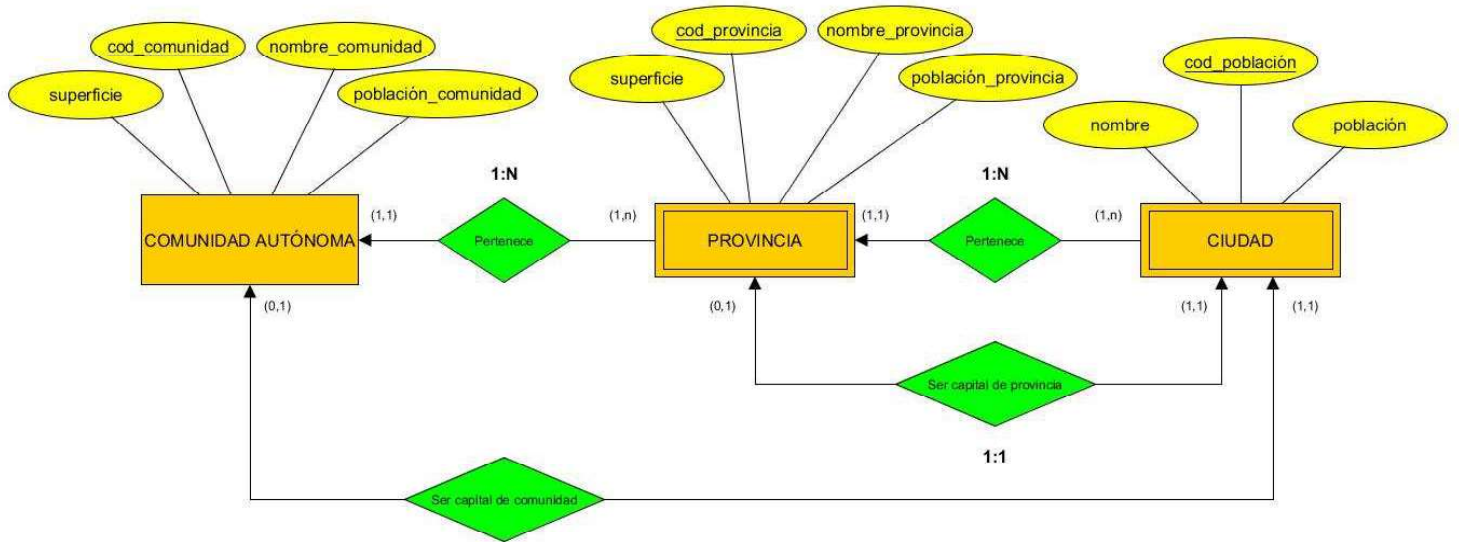 cod_comunidad
nombre_comunidad
superficie
población_comunidad
cod_provincia
nombre_provincia
superficie
población_provincia
cod_población
nombre
población
1:N
1:N
COMUNIDAD AUTÓNOMA
(1,1)
Pertenece
(1,n)
PROVINCIA
(1,1)
Pertenece
(1,n)
CIUDAD
(0,1)
(0,1)
(1,1)
(1,1)
Ser capital de provincia
1:1
Ser capital de comunidad